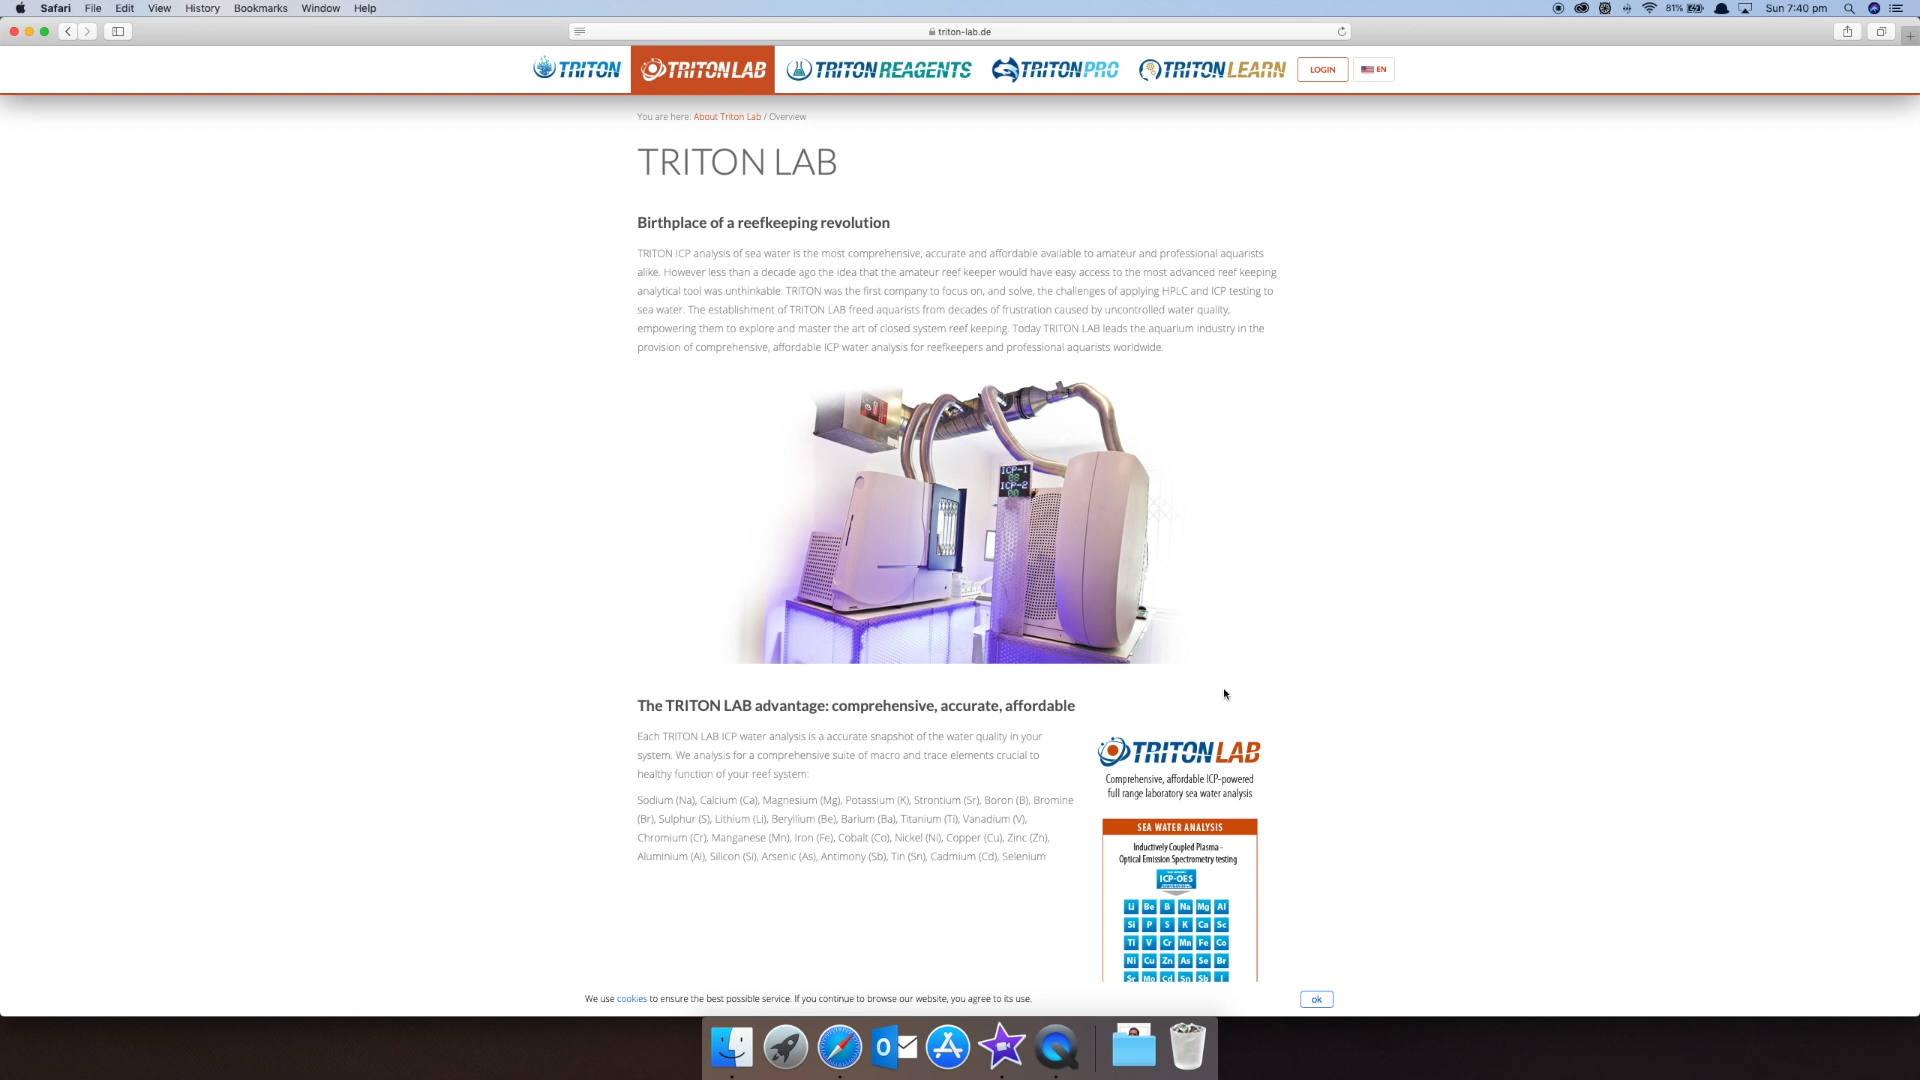 Safari File Edit View History Bookmarks Window Help 81% Sun 7:40 pm
triton-lab.de
TRITON TRITON LAB TRITON REAGENTS TRITON PRO TRITON LEARN LOGIN EN
You are here: About Triton Lab / Overview
TRITON LAB
Birthplace of a reefkeeping revolution
TRITON ICP analysis of sea water is the most comprehensive, accurate and affordable available to amateur and professional aquarists
alike. However less than a decade ago the idea that the amateur reef keeper would have easy access to the most advanced reef keeping
analytical tool was unthinkable. TRITON was the first company to focus on, and solve, the challenges of applying HPLC and ICP testing to
sea water. The establishment of TRITON LAB freed aquarists from decades of frustration caused by uncontrolled water quality,
empowering them to explore and master the art of closed system reef keeping. Today TRITON LAB leads the aquarium industry in the
provision of comprehensive, affordable ICP water analysis for reefkeepers and professional aquarists worldwide.
ICP-1
ICP-2
The TRITON LAB advantage: comprehensive, accurate, affordable
Each TRITON LAB ICP water analysis is a accurate snapshot of the water quality in your
system. We analysis for a comprehensive suite of macro and trace elements crucial to
healthy function of your reef system:
Sodium (Na), Calcium (Ca), Magnesium (Mg), Potassium (K), Strontium (Sr), Boron (B), Bromine
(Br), Sulphur (S), Lithium (Li), Beryllium (Be), Barium (Ba), Titanium (Ti), Vanadium (V),
Chromium (Cr), Manganese (Mn), Iron (Fe), Cobalt (Co), Nickel (Ni), Copper (Cu), Zinc (Zn),
Aluminium (Al), Silicon (Si), Arsenic (As), Antimony (Sb), Tin (Sn), Cadmium (Cd), Selenium
TRITON LAB
Comprehensive, affordable ICP-powered
full range laboratory sea water analysis
SEA WATER ANALYSIS
Inductively Coupled Plasma -
Optical Emission Spectrometry testing
ICP-OES
Li Be B Na Mg Al
Si P S K Ca Sc
Ti V Cr Mn Fe Co
Ni Cu Zn As Se Br
Sr Mo Cd Sn Sb I
We use cookies to ensure the best possible service. If you continue to browse our website, you agree to its use. ok